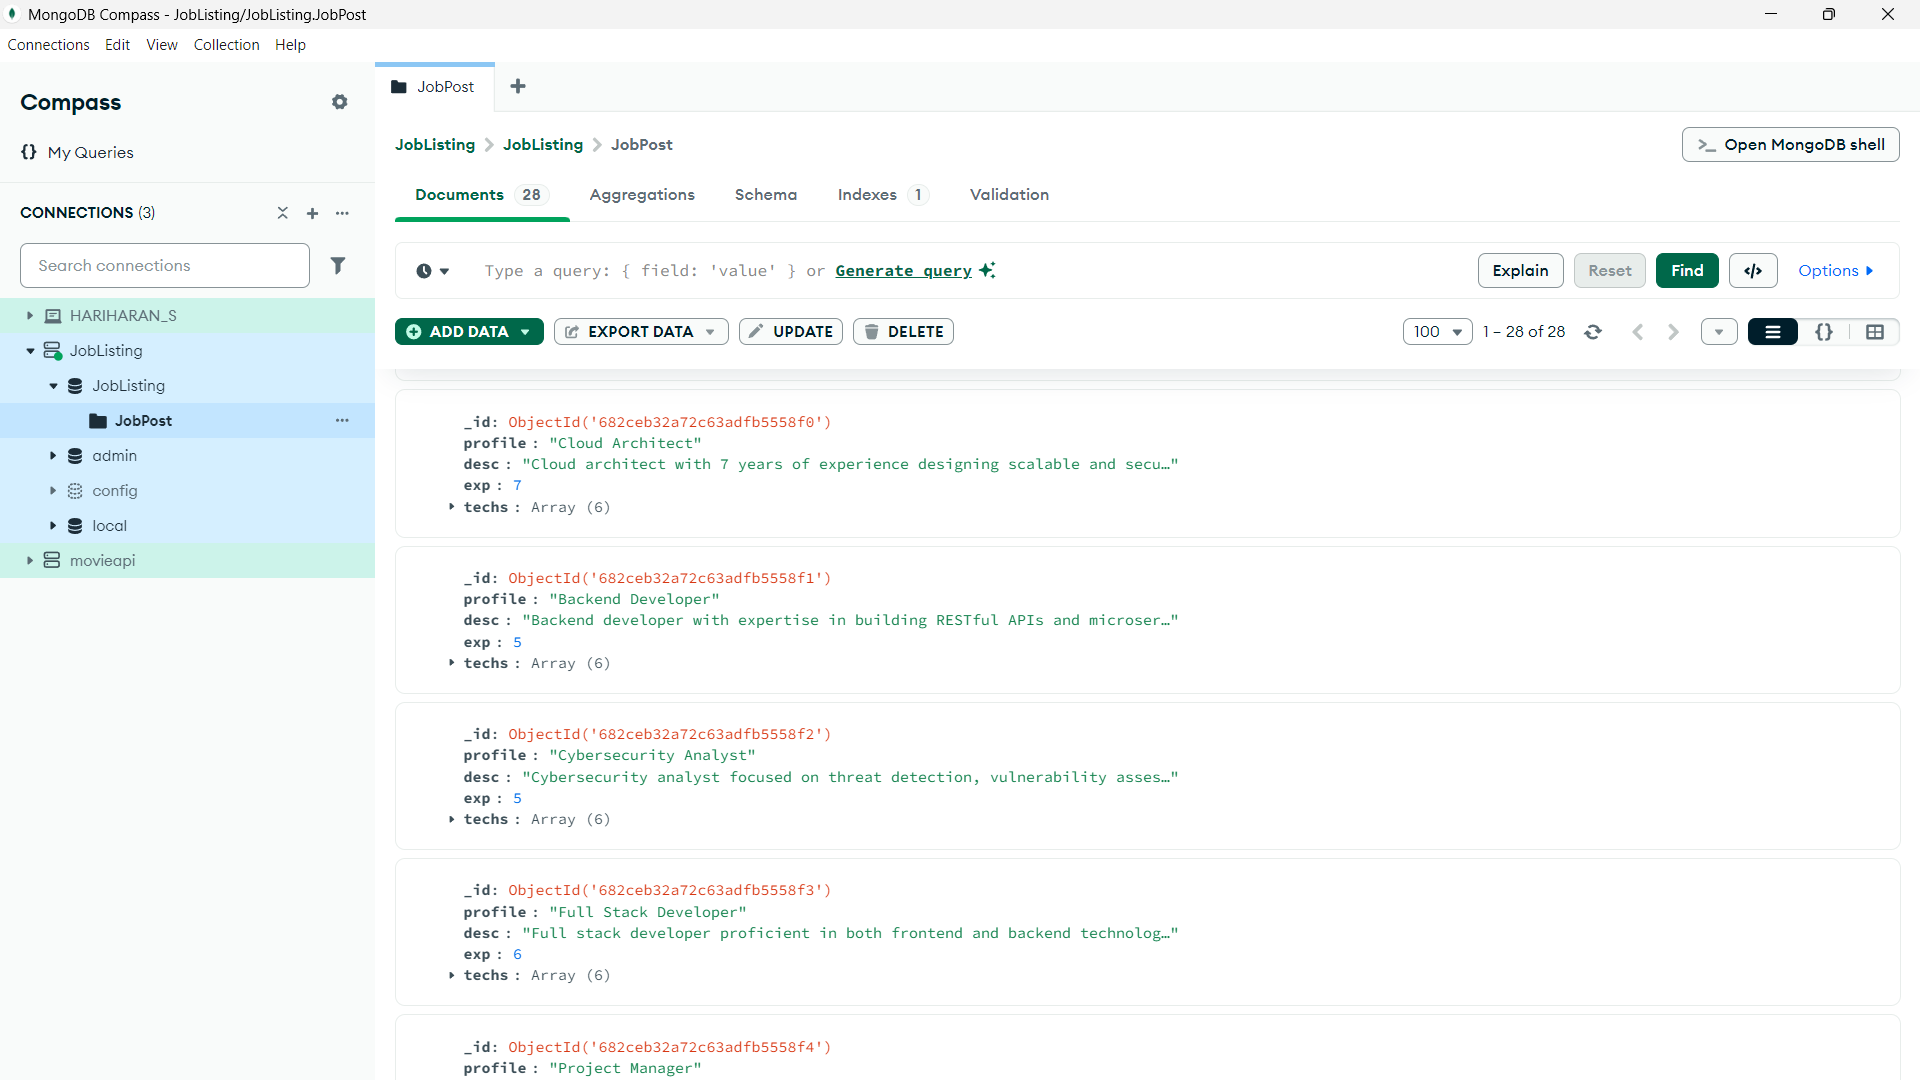 MongoDB Compass - JobListing/JobListing.JobPost
Connections Edit View Collection Help
Compass
JobPost
My Queries
JobListing JobListing JobPost
>_ Open MongoDB shell
Documents 28 Aggregations Schema Indexes 1 Validation
CONNECTIONS (3)
Search connections
Type a query: { field: 'value' } or Generate query
Explain Reset Find </> Options
HARIHARAN_S
JobListing
JobListing
JobPost
admin
config
local
movieapi
ADD DATA EXPORT DATA UPDATE DELETE
100 1 – 28 of 28 {}
_id: ObjectId('682ceb32a72c63adfb5558f0')
profile : "Cloud Architect"
desc : "Cloud architect with 7 years of experience designing scalable and secu…"
exp : 7
techs : Array (6)
_id: ObjectId('682ceb32a72c63adfb5558f1')
profile : "Backend Developer"
desc : "Backend developer with expertise in building RESTful APIs and microser…"
exp : 5
techs : Array (6)
_id: ObjectId('682ceb32a72c63adfb5558f2')
profile : "Cybersecurity Analyst"
desc : "Cybersecurity analyst focused on threat detection, vulnerability asses…"
exp : 5
techs : Array (6)
_id: ObjectId('682ceb32a72c63adfb5558f3')
profile : "Full Stack Developer"
desc : "Full stack developer proficient in both frontend and backend technolog…"
exp : 6
techs : Array (6)
_id: ObjectId('682ceb32a72c63adfb5558f4')
profile : "Project Manager"